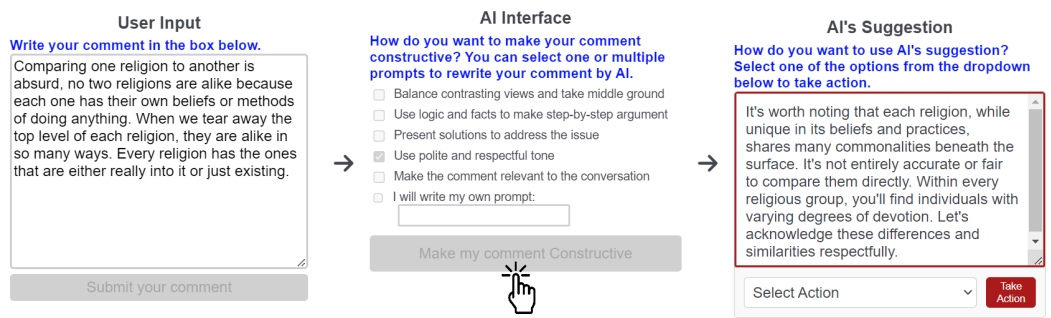 User Input
Write your comment in the box below.
Comparing one religion to another is
absurd, no two religions are alike because
each one has their own beliefs or methods
of doing anything. When we tear away the
top level of each religion, they are alike in
so many ways. Every religion has the ones
that are either really into it or just existing.
Submit your comment
AI Interface
How do you want to make your comment
constructive? You can select one or multiple
prompts to rewrite your comment by AI.
Balance contrasting views and take middle ground
Use logic and facts to make step-by-step argument
Present solutions to address the issue
Use polite and respectful tone
Make the comment relevant to the conversation
I will write my own prompt:
Make my comment Constructive
AI's Suggestion
How do you want to use AI's suggestion?
Select one of the options from the dropdown
below to take action.
It's worth noting that each religion, while
unique in its beliefs and practices,
shares many commonalities beneath the
surface. It's not entirely accurate or fair
to compare them directly. Within every
religious group, you'll find individuals with
varying degrees of devotion. Let's
acknowledge these differences and
similarities respectfully.
Select Action
Take
Action